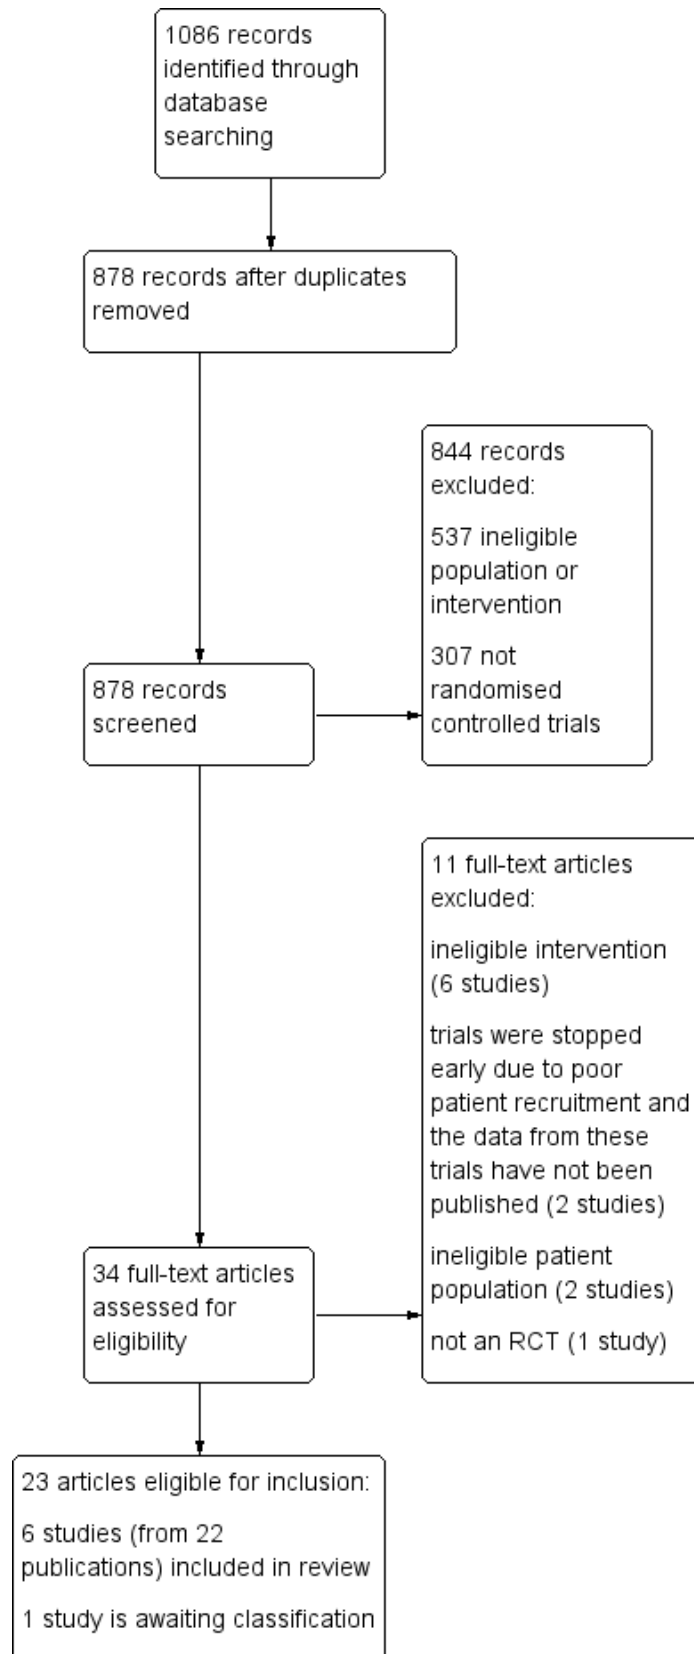 1086 records
identified through
database
searching
878 records after duplicates
removed
844 records
excluded:
537 ineligible
population or
intervention
307 not
randomised
controlled trials
878 records
screened
11 full-text articles
excluded:
ineligible intervention
(6 studies)
trials were stopped
early due to poor
patient recruitment and
the data from these
trials have not been
published (2 studies)
ineligible patient
population (2 studies)
not an RCT (1 study)
34 full-text articles
assessed for
eligibility
23 articles eligible for inclusion:
6 studies (from 22
publications) included in review
1 study is awaiting classification